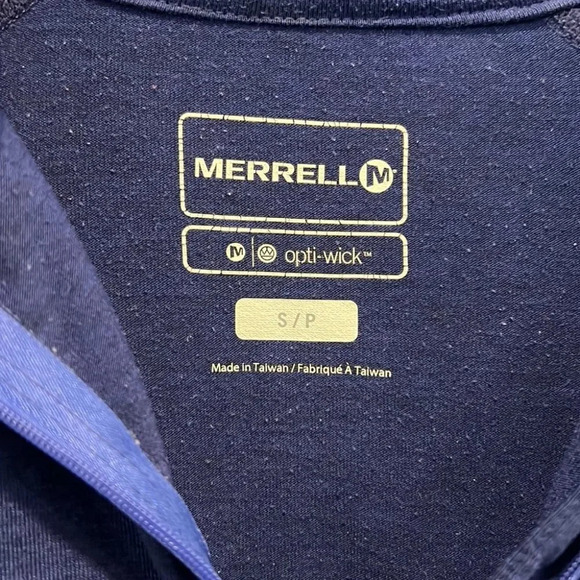 MERRELL M
M opti-wick™
S / P
Made in Taiwan / Fabriqué À Taiwan